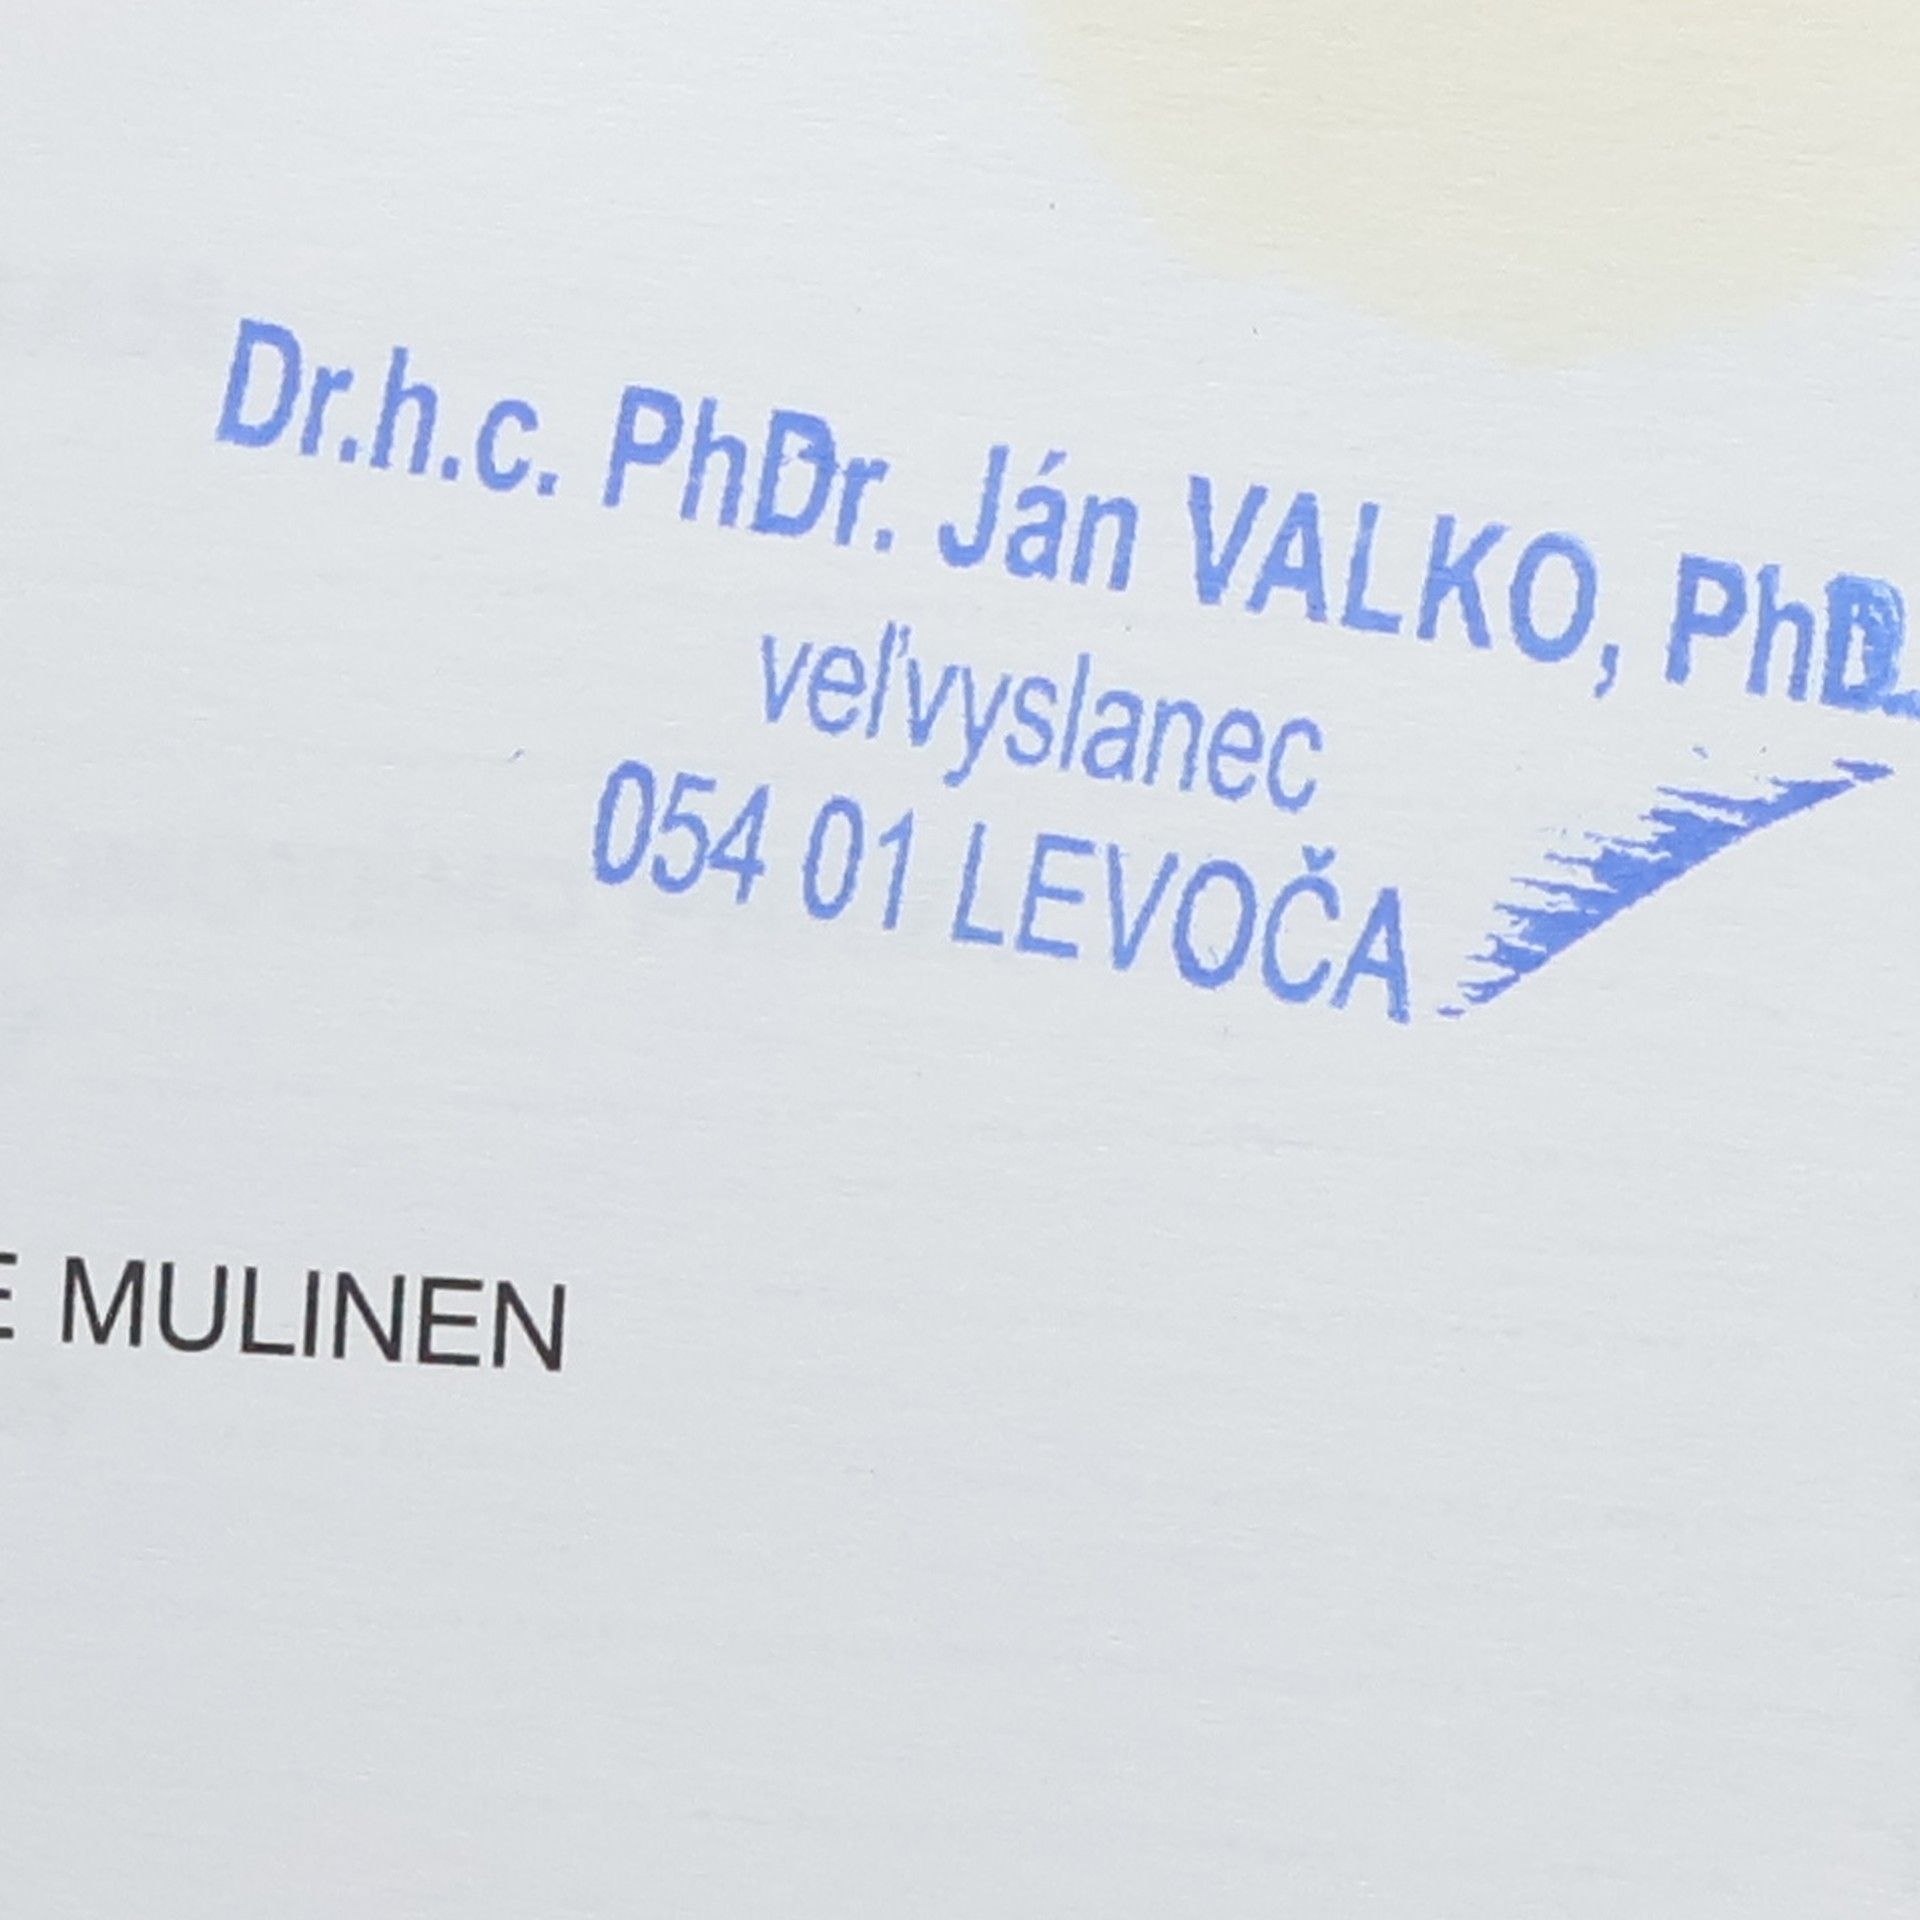 Dr.h.c. PhDr. Ján VALKO, PhD.
veľvyslanec
054 01 LEVOČA
MULINEN